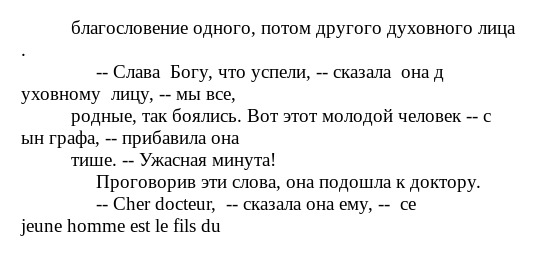 благословение одного, потом другого духовного лица
.
-- Слава  Богу, что успели, -- сказала  она д
уховному  лицу, -- мы все,
родные, так боялись. Вот этот молодой человек -- с
ын графа, -- прибавила она
тише. -- Ужасная минута!
Проговорив эти слова, она подошла к доктору.
-- Cher docteur,  -- сказала она ему, --  ce
jeune homme est le fils du